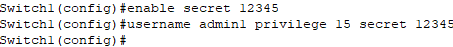 Switch1(config)#enable secret 12345
Switch1(config)#username admin1 privilege 15 secret 12345
Switch1(config)#